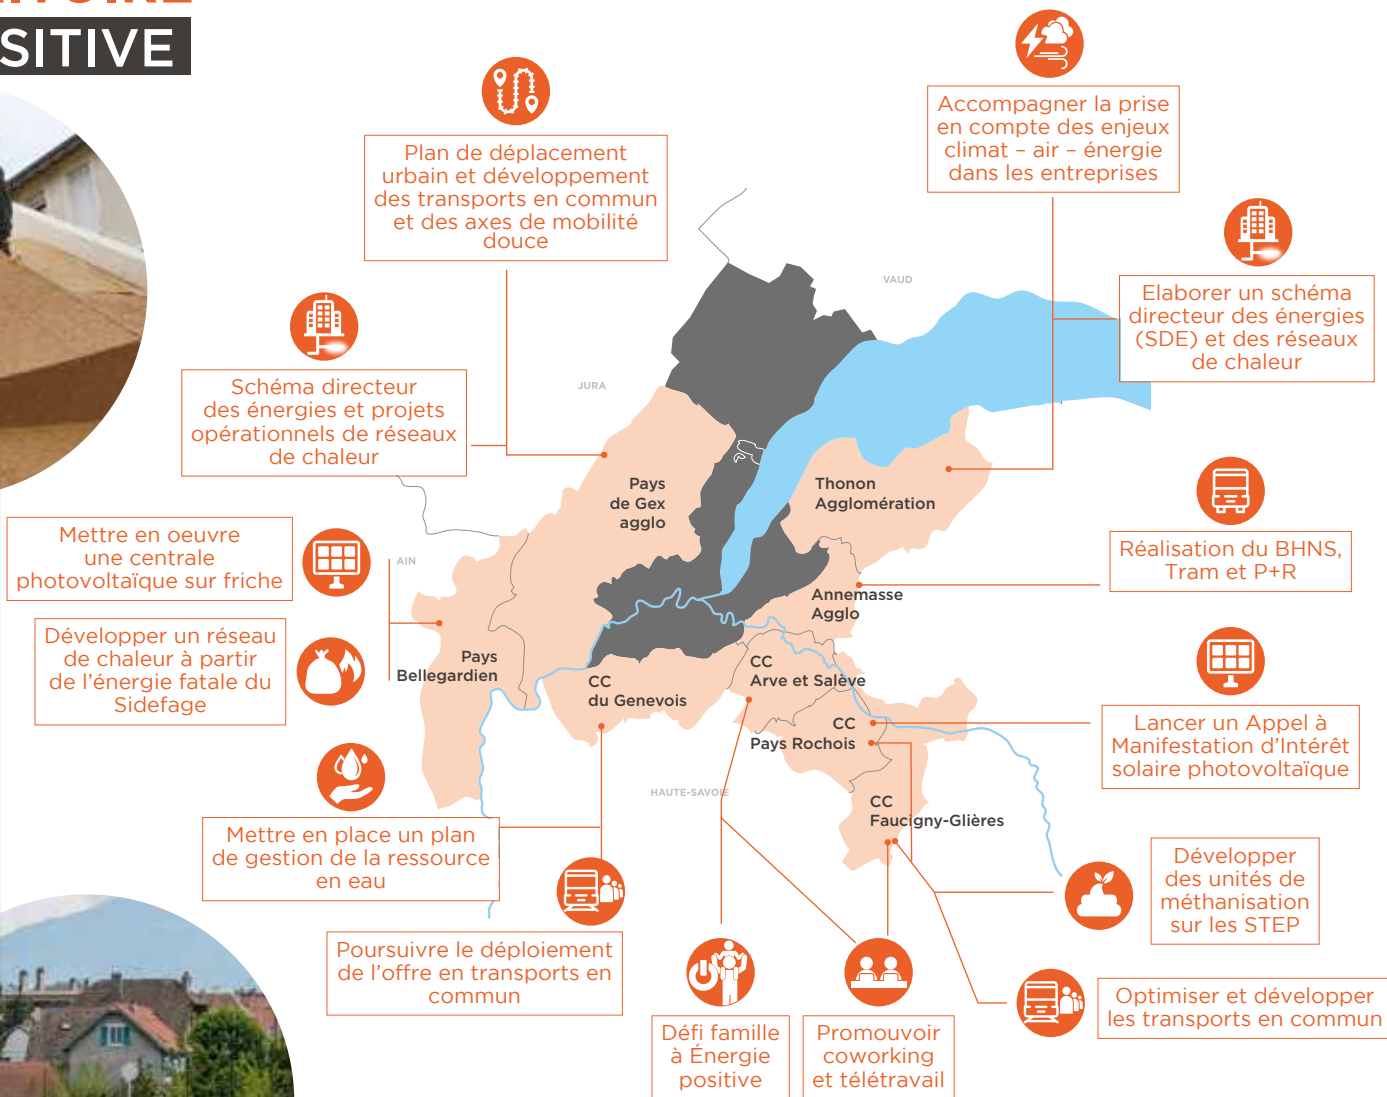 SITIVE
Plan de déplacement
urbain et développement
des transports en commun
et des axes de mobilité
douce
Accompagner la prise
en compte des enjeux
climat – air – énergie
dans les entreprises
Elaborer un schéma
directeur des énergies
(SDE) et des réseaux
de chaleur
Schéma directeur
des énergies et projets
opérationnels de réseaux
de chaleur
VAUD
JURA
AIN
HAUTE-SAVOIE
Pays
de Gex
agglo
Thonon
Agglomération
Annemasse
Agglo
Pays
Bellegardien
CC
du Genevois
CC
Arve et Salève
CC
Pays Rochois
CC
Faucigny-Glières
Mettre en oeuvre
une centrale
photovoltaïque sur friche
Développer un réseau
de chaleur à partir
de l'énergie fatale du
Sidefage
Réalisation du BHNS,
Tram et P+R
Lancer un Appel à
Manifestation d'Intérêt
solaire photovoltaïque
Mettre en place un plan
de gestion de la ressource
en eau
Poursuivre le déploiement
de l'offre en transports en
commun
Développer
des unités de
méthanisation
sur les STEP
Optimiser et développer
les transports en commun
Défi famille
à Énergie
positive
Promouvoir
coworking
et télétravail